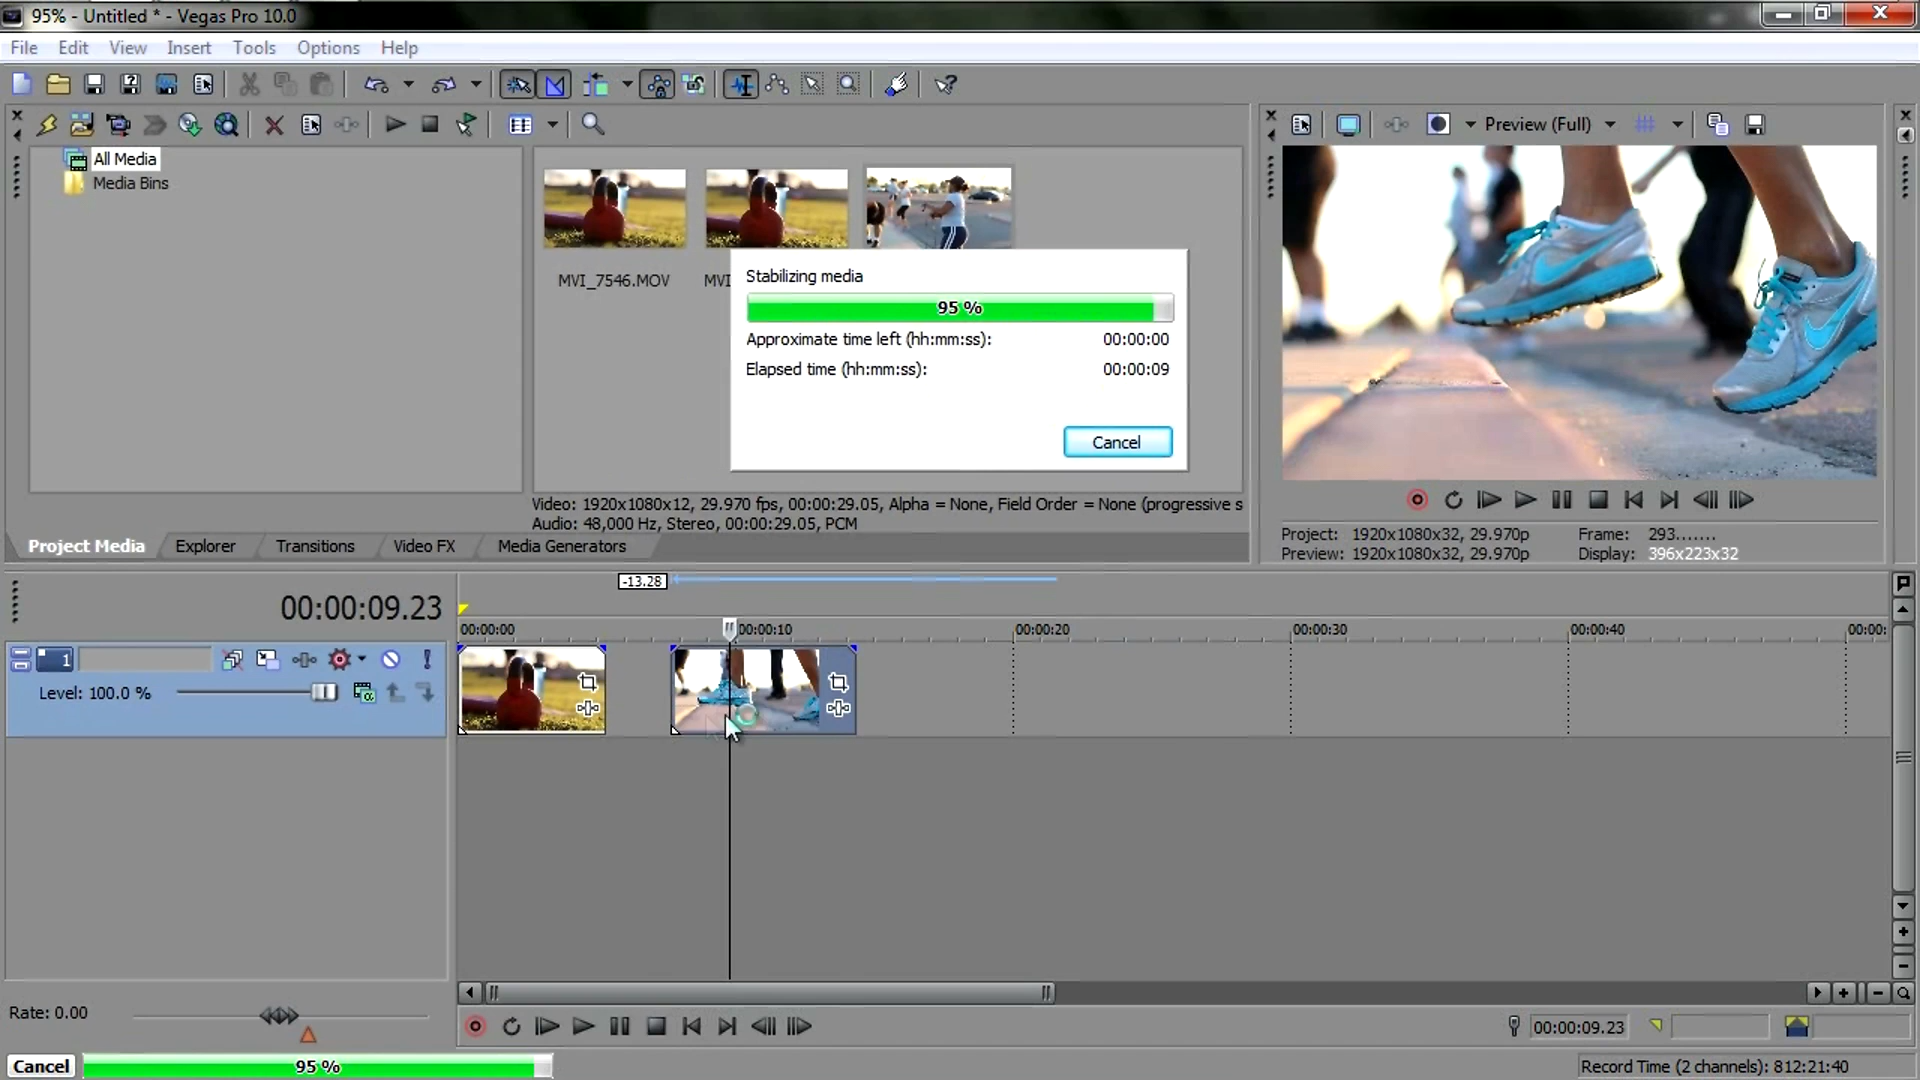 95% - Untitled * - Vegas Pro 10.0
File Edit View Insert Tools Options Help
Preview (Full)
All Media
Media Bins
MVI_7546.MOV
MVI
Stabilizing media
95 %
Approximate time left (hh:mm:ss): 00:00:00
Elapsed time (hh:mm:ss): 00:00:09
Cancel
Video: 1920x1080x12, 29.970 fps, 00:00:29.05, Alpha = None, Field Order = None (progressive s
Audio: 48,000 Hz, Stereo, 00:00:29.05, PCM
Project: 1920x1080x32, 29.970p Frame: 293.......
Preview: 1920x1080x32, 29.970p Display: 396x223x32
Project Media Explorer Transitions Video FX Media Generators
-13.28
00:00:09.23
00:00:00 00:00:10 00:00:20 00:00:30 00:00:40 00:00:
1
Level: 100.0 %
Rate: 0.00
00:00:09.23
Cancel 95 %
Record Time (2 channels): 812:21:40